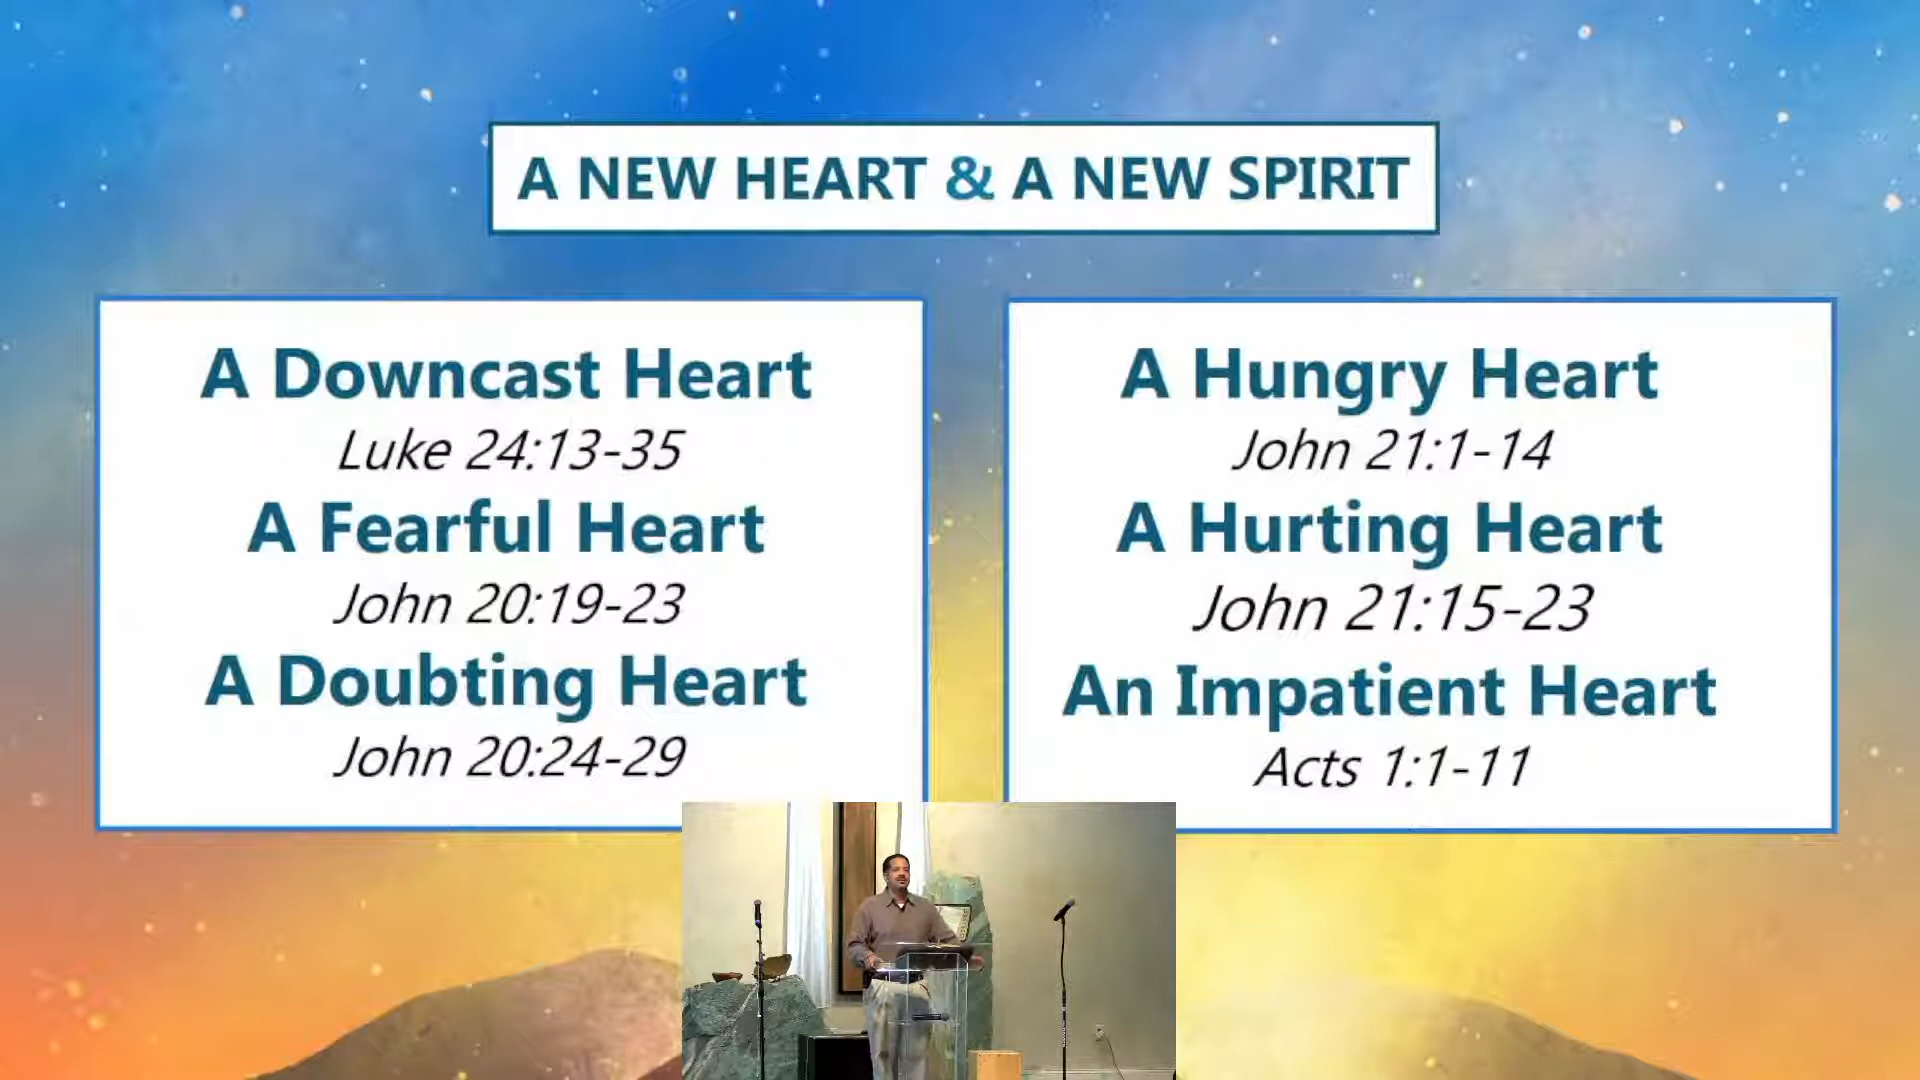 A NEW HEART & A NEW SPIRIT
A Downcast Heart
Luke 24:13-35
A Fearful Heart
John 20:19-23
A Doubting Heart
John 20:24-29
A Hungry Heart
John 21:1-14
A Hurting Heart
John 21:15-23
An Impatient Heart
Acts 1:1-11